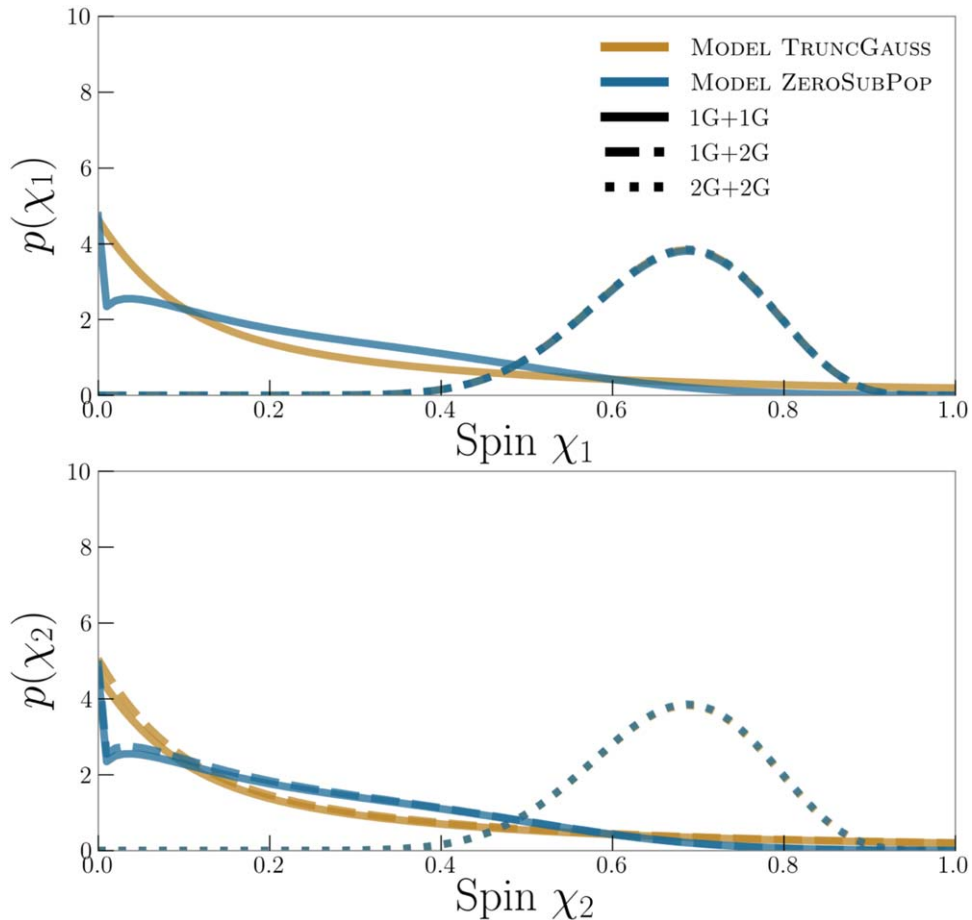 10
8
6
4
2
0
p(χ₁)
MODEL TRUNCGAUSS
MODEL ZEROSUBPOP
1G+1G
1G+2G
2G+2G
0.0 0.2 0.4 0.6 0.8 1.0
Spin χ₁
10
8
6
4
2
0
p(χ₂)
0.0 0.2 0.4 0.6 0.8 1.0
Spin χ₂